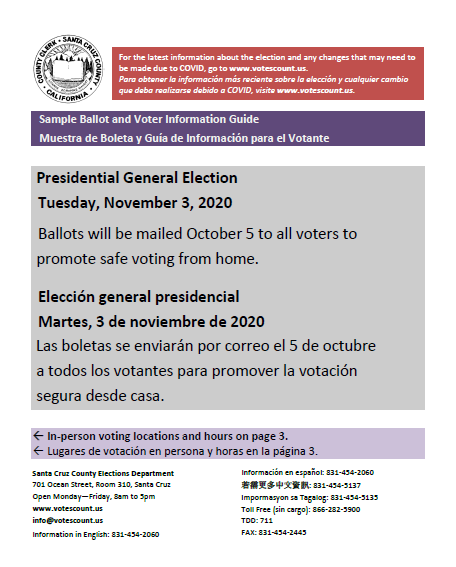 COUNTY CLERK
SANTA CRUZ COUNTY
CALIFORNIA
For the latest information about the election and any changes that may need to
be made due to COVID, go to www.votescount.us.
Para obtener la información más reciente sobre la elección y cualquier cambio
que deba realizarse debido a COVID, visite www.votescount.us.
Sample Ballot and Voter Information Guide
Muestra de Boleta y Guía de Información para el Votante
Presidential General Election
Tuesday, November 3, 2020
Ballots will be mailed October 5 to all voters to
promote safe voting from home.
Elección general presidencial
Martes, 3 de noviembre de 2020
Las boletas se enviarán por correo el 5 de octubre
a todos los votantes para promover la votación
segura desde casa.
← In-person voting locations and hours on page 3.
← Lugares de votación en persona y horas en la página 3.
Santa Cruz County Elections Department
701 Ocean Street, Room 310, Santa Cruz
Open Monday—Friday, 8am to 5pm
www.votescount.us
info@votescount.us
Information in English: 831-454-2060
Información en español: 831-454-2060
若需更多中文資訊: 831-454-5137
Impormasyon sa Tagalog: 831-454-5135
Toll Free (sin cargo): 866-282-5900
TDD: 711
FAX: 831-454-2445